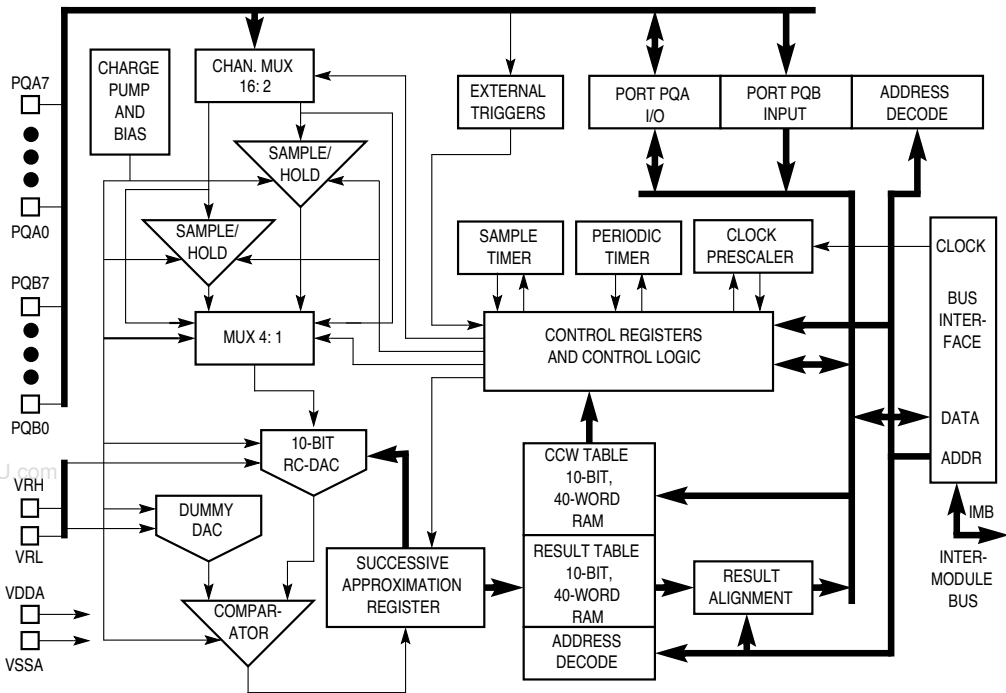 PQA7
PQA0
PQB7
PQB0
VRH
VRL
VDDA
VSSA
CHARGE
PUMP
AND
BIAS
CHAN. MUX
16: 2
SAMPLE/
HOLD
SAMPLE/
HOLD
MUX 4: 1
10-BIT
RC-DAC
DUMMY
DAC
COMPAR-
ATOR
EXTERNAL
TRIGGERS
PORT PQA
I/O
PORT PQB
INPUT
ADDRESS
DECODE
SAMPLE
TIMER
PERIODIC
TIMER
CLOCK
PRESCALER
CONTROL REGISTERS
AND CONTROL LOGIC
CCW TABLE
10-BIT,
40-WORD
RAM
RESULT TABLE
10-BIT,
40-WORD
RAM
ADDRESS
DECODE
SUCCESSIVE
APPROXIMATION
REGISTER
RESULT
ALIGNMENT
CLOCK
BUS
INTER-
FACE
DATA
ADDR
IMB
INTER-
MODULE
BUS
U.com